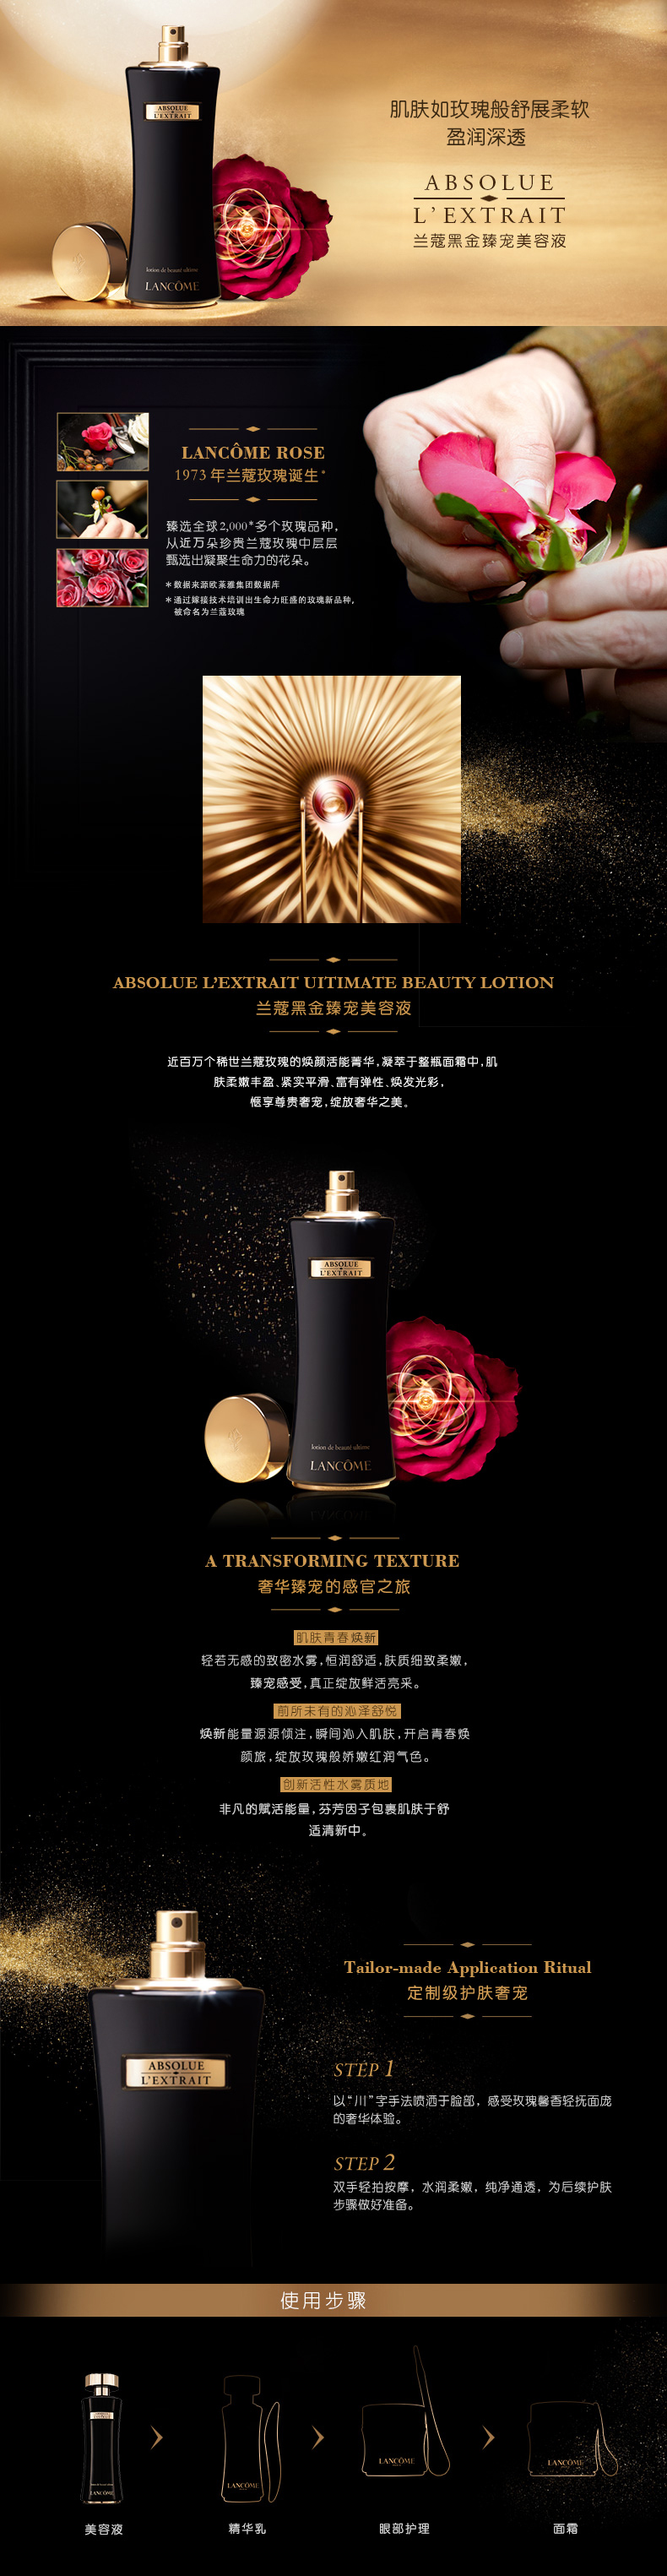 肌肤如玫瑰般舒展柔软
盈润深透
ABSOLUE
L'EXTRAIT
兰蔻黑金臻宠美容液
ABSOLUE
L'EXTRAIT
lotion de beauté ultime
LANCÔME
LANCÔME ROSE
1973 年兰蔻玫瑰诞生*
臻选全球2,000*多个玫瑰品种,
从近万朵珍贵兰蔻玫瑰中层层
甄选出凝聚生命力的花朵。
*数据来源欧莱雅集团数据库
*通过嫁接技术培训出生命力旺盛的玫瑰新品种,
被命名为兰蔻玫瑰
ABSOLUE L'EXTRAIT UITIMATE BEAUTY LOTION
兰蔻黑金臻宠美容液
近百万个稀世兰蔻玫瑰的焕颜活能菁华,凝萃于整瓶面霜中,肌
肤柔嫩丰盈、紧实平滑、富有弹性、焕发光彩,
惬享尊贵奢宠,绽放奢华之美。
ABSOLUE
L'EXTRAIT
lotion de beauté ultime
LANCÔME
A TRANSFORMING TEXTURE
奢华臻宠的感官之旅
肌肤青春焕新
轻若无感的致密水雾,恒润舒适,肤质细致柔嫩,
臻宠感受,真正绽放鲜活亮采。
前所未有的沁泽舒悦
焕新能量源源倾注,瞬间沁入肌肤,开启青春焕
颜旅,绽放玫瑰般娇嫩红润气色。
创新活性水雾质地
非凡的赋活能量,芬芳因子包裹肌肤于舒
适清新中。
ABSOLUE
L'EXTRAIT
Tailor-made Application Ritual
定制级护肤奢宠
STEP 1
以“川”字手法喷洒于脸部，感受玫瑰馨香轻抚面庞
的奢华体验。
STEP 2
双手轻拍按摩，水润柔嫩，纯净通透，为后续护肤
步骤做好准备。
使用步骤
LANCÔME
LANCÔME
LANCÔME
LANCÔME
美容液
精华乳
眼部护理
面霜